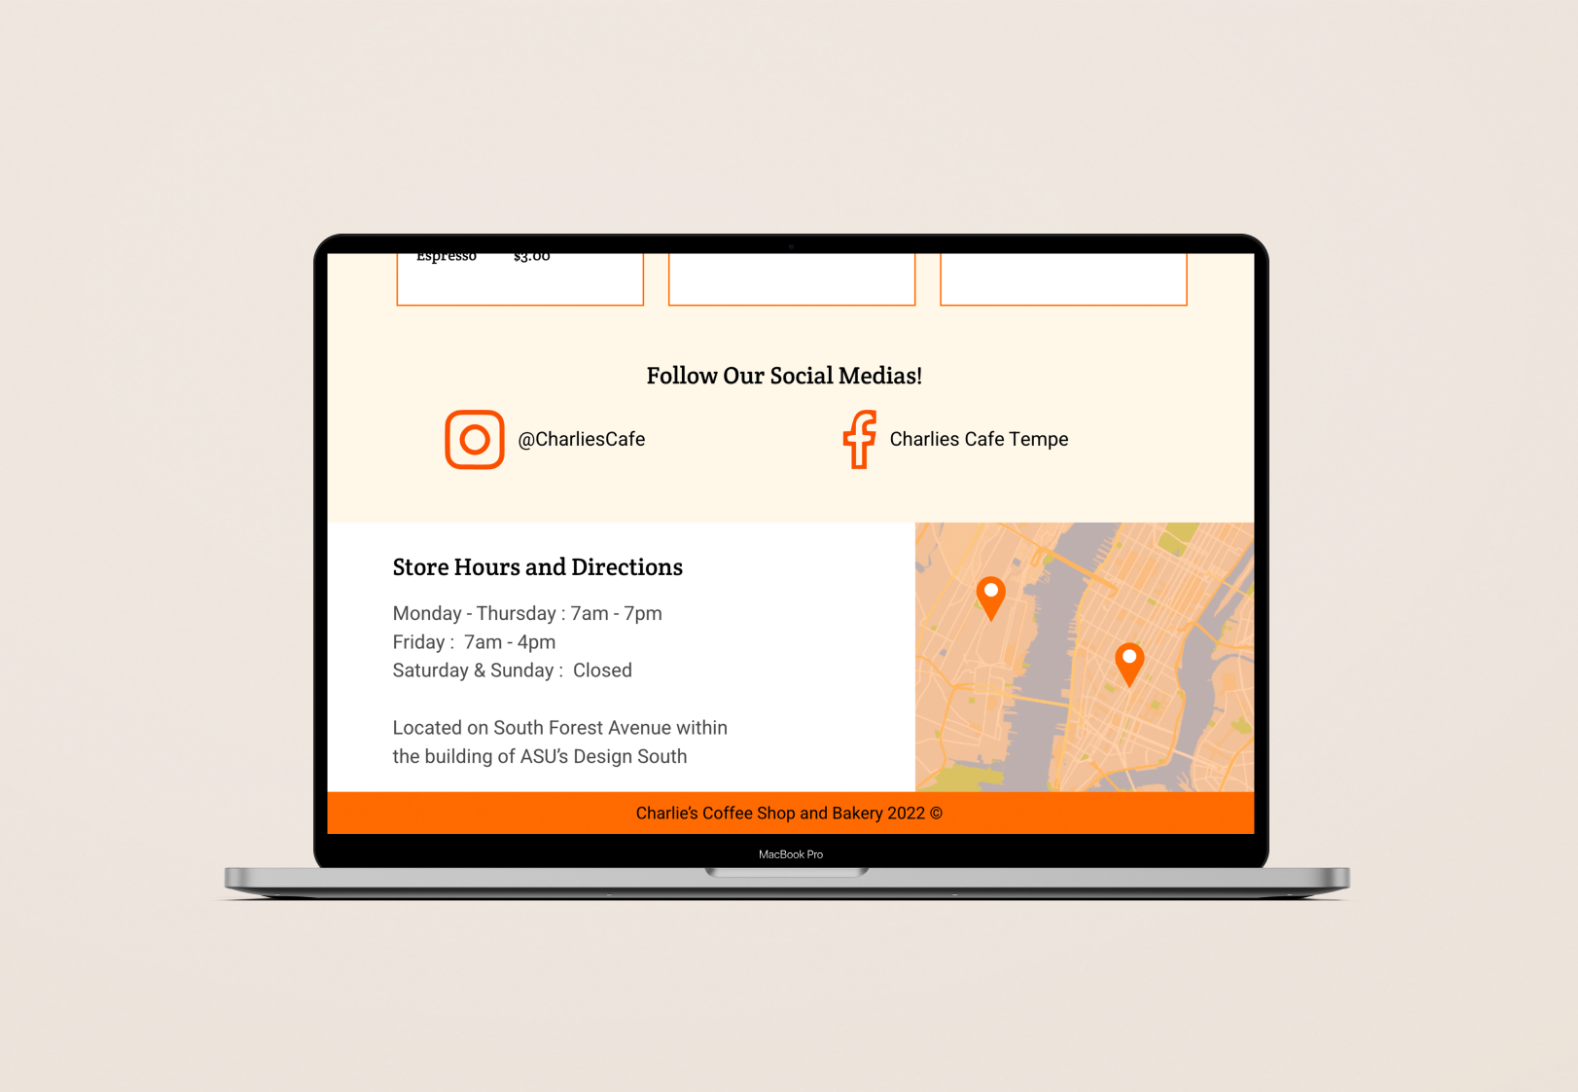 Espresso $3.00
Follow Our Social Medias!
@CharliesCafe
Charlies Cafe Tempe
Store Hours and Directions
Monday - Thursday : 7am - 7pm
Friday : 7am - 4pm
Saturday & Sunday : Closed
Located on South Forest Avenue within
the building of ASU's Design South
Charlie's Coffee Shop and Bakery 2022 ©
MacBook Pro